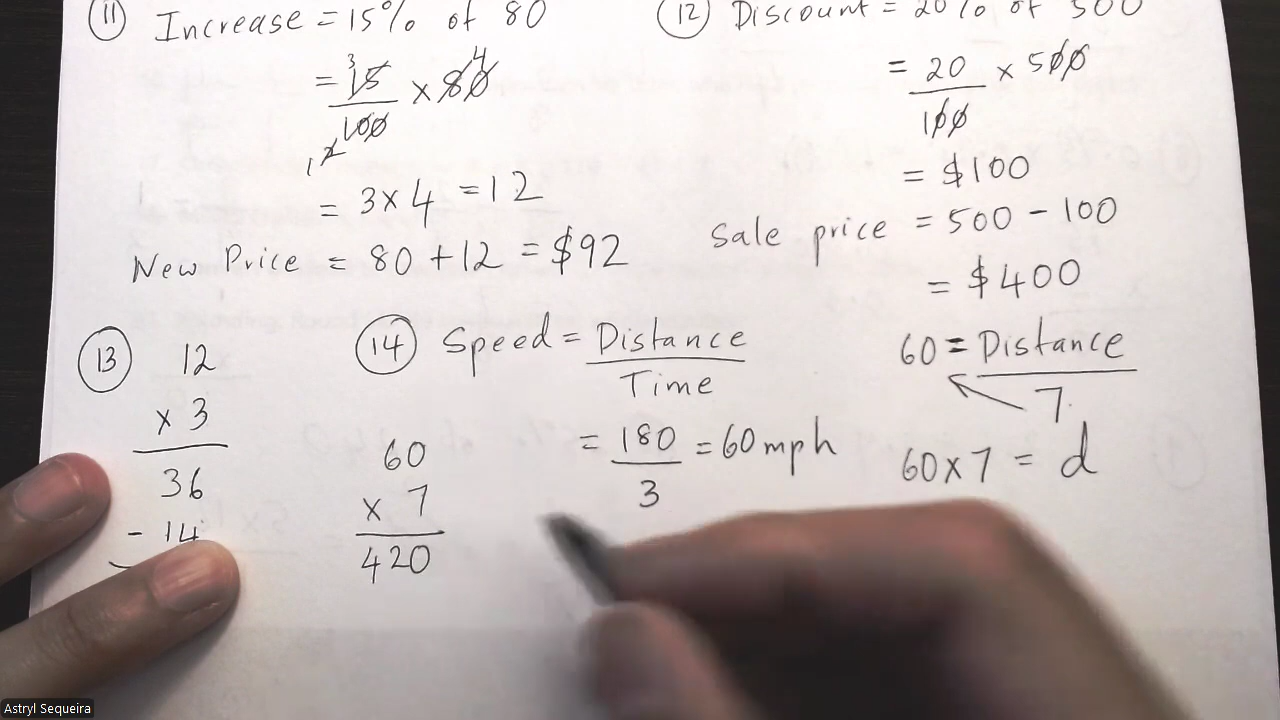 11 Increase = 15% of 80
= 15/100 × 80
3
4
1 2
= 3×4 = 12
New Price = 80 + 12 = $92
12 Discount = 20% of 500
= 20/100 × 500
= $100
Sale price = 500 - 100
= $400
13 12
× 3
36
- 14
14 Speed = Distance
Time
= 180/3 = 60 mph
60
× 7
420
60 = Distance
7
60×7 = d
Astryl Sequeira